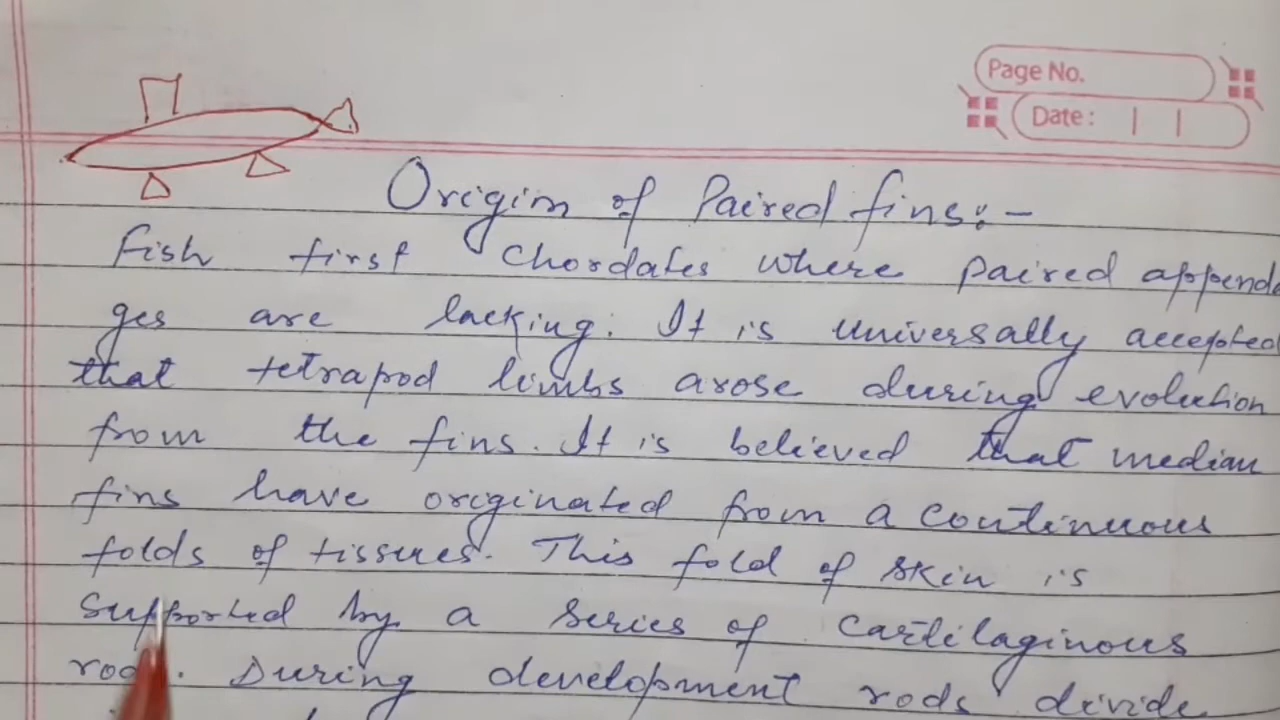 Page No.
Date :
Origin of Paired fins:-
Fish first Chordates where paired appenda
ges are lacking. It is universally accepted
that tetrapod limbs arose during evolution
from the fins. It is believed that median
fins have originated from a continuous
folds of tissues. This fold of skin is
supported by a series of cartilaginous
During development rods divide